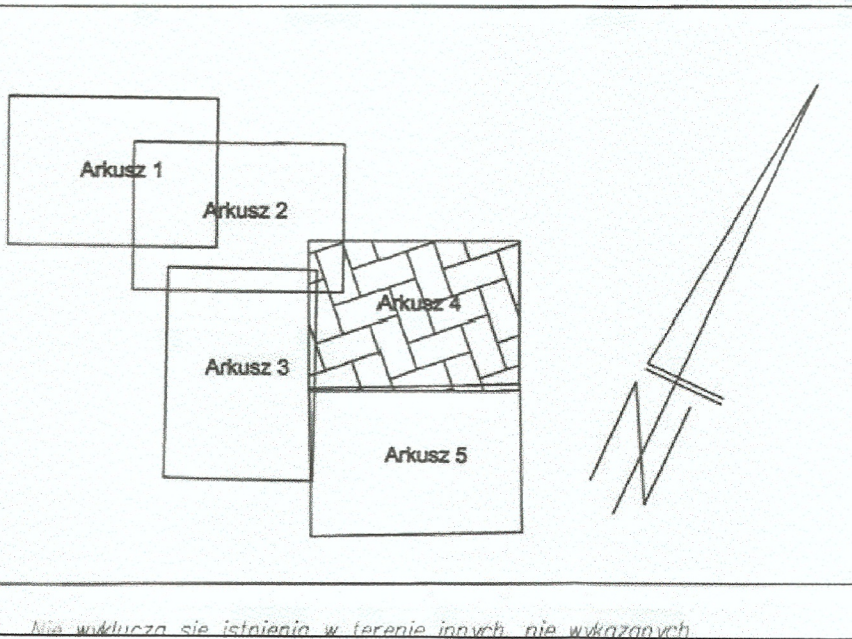 Arkusz 1
Arkusz 2
Arkusz 4
Arkusz 3
Arkusz 5
N
Nie wyklucza się istnienia w terenie innych, nie wykazanych